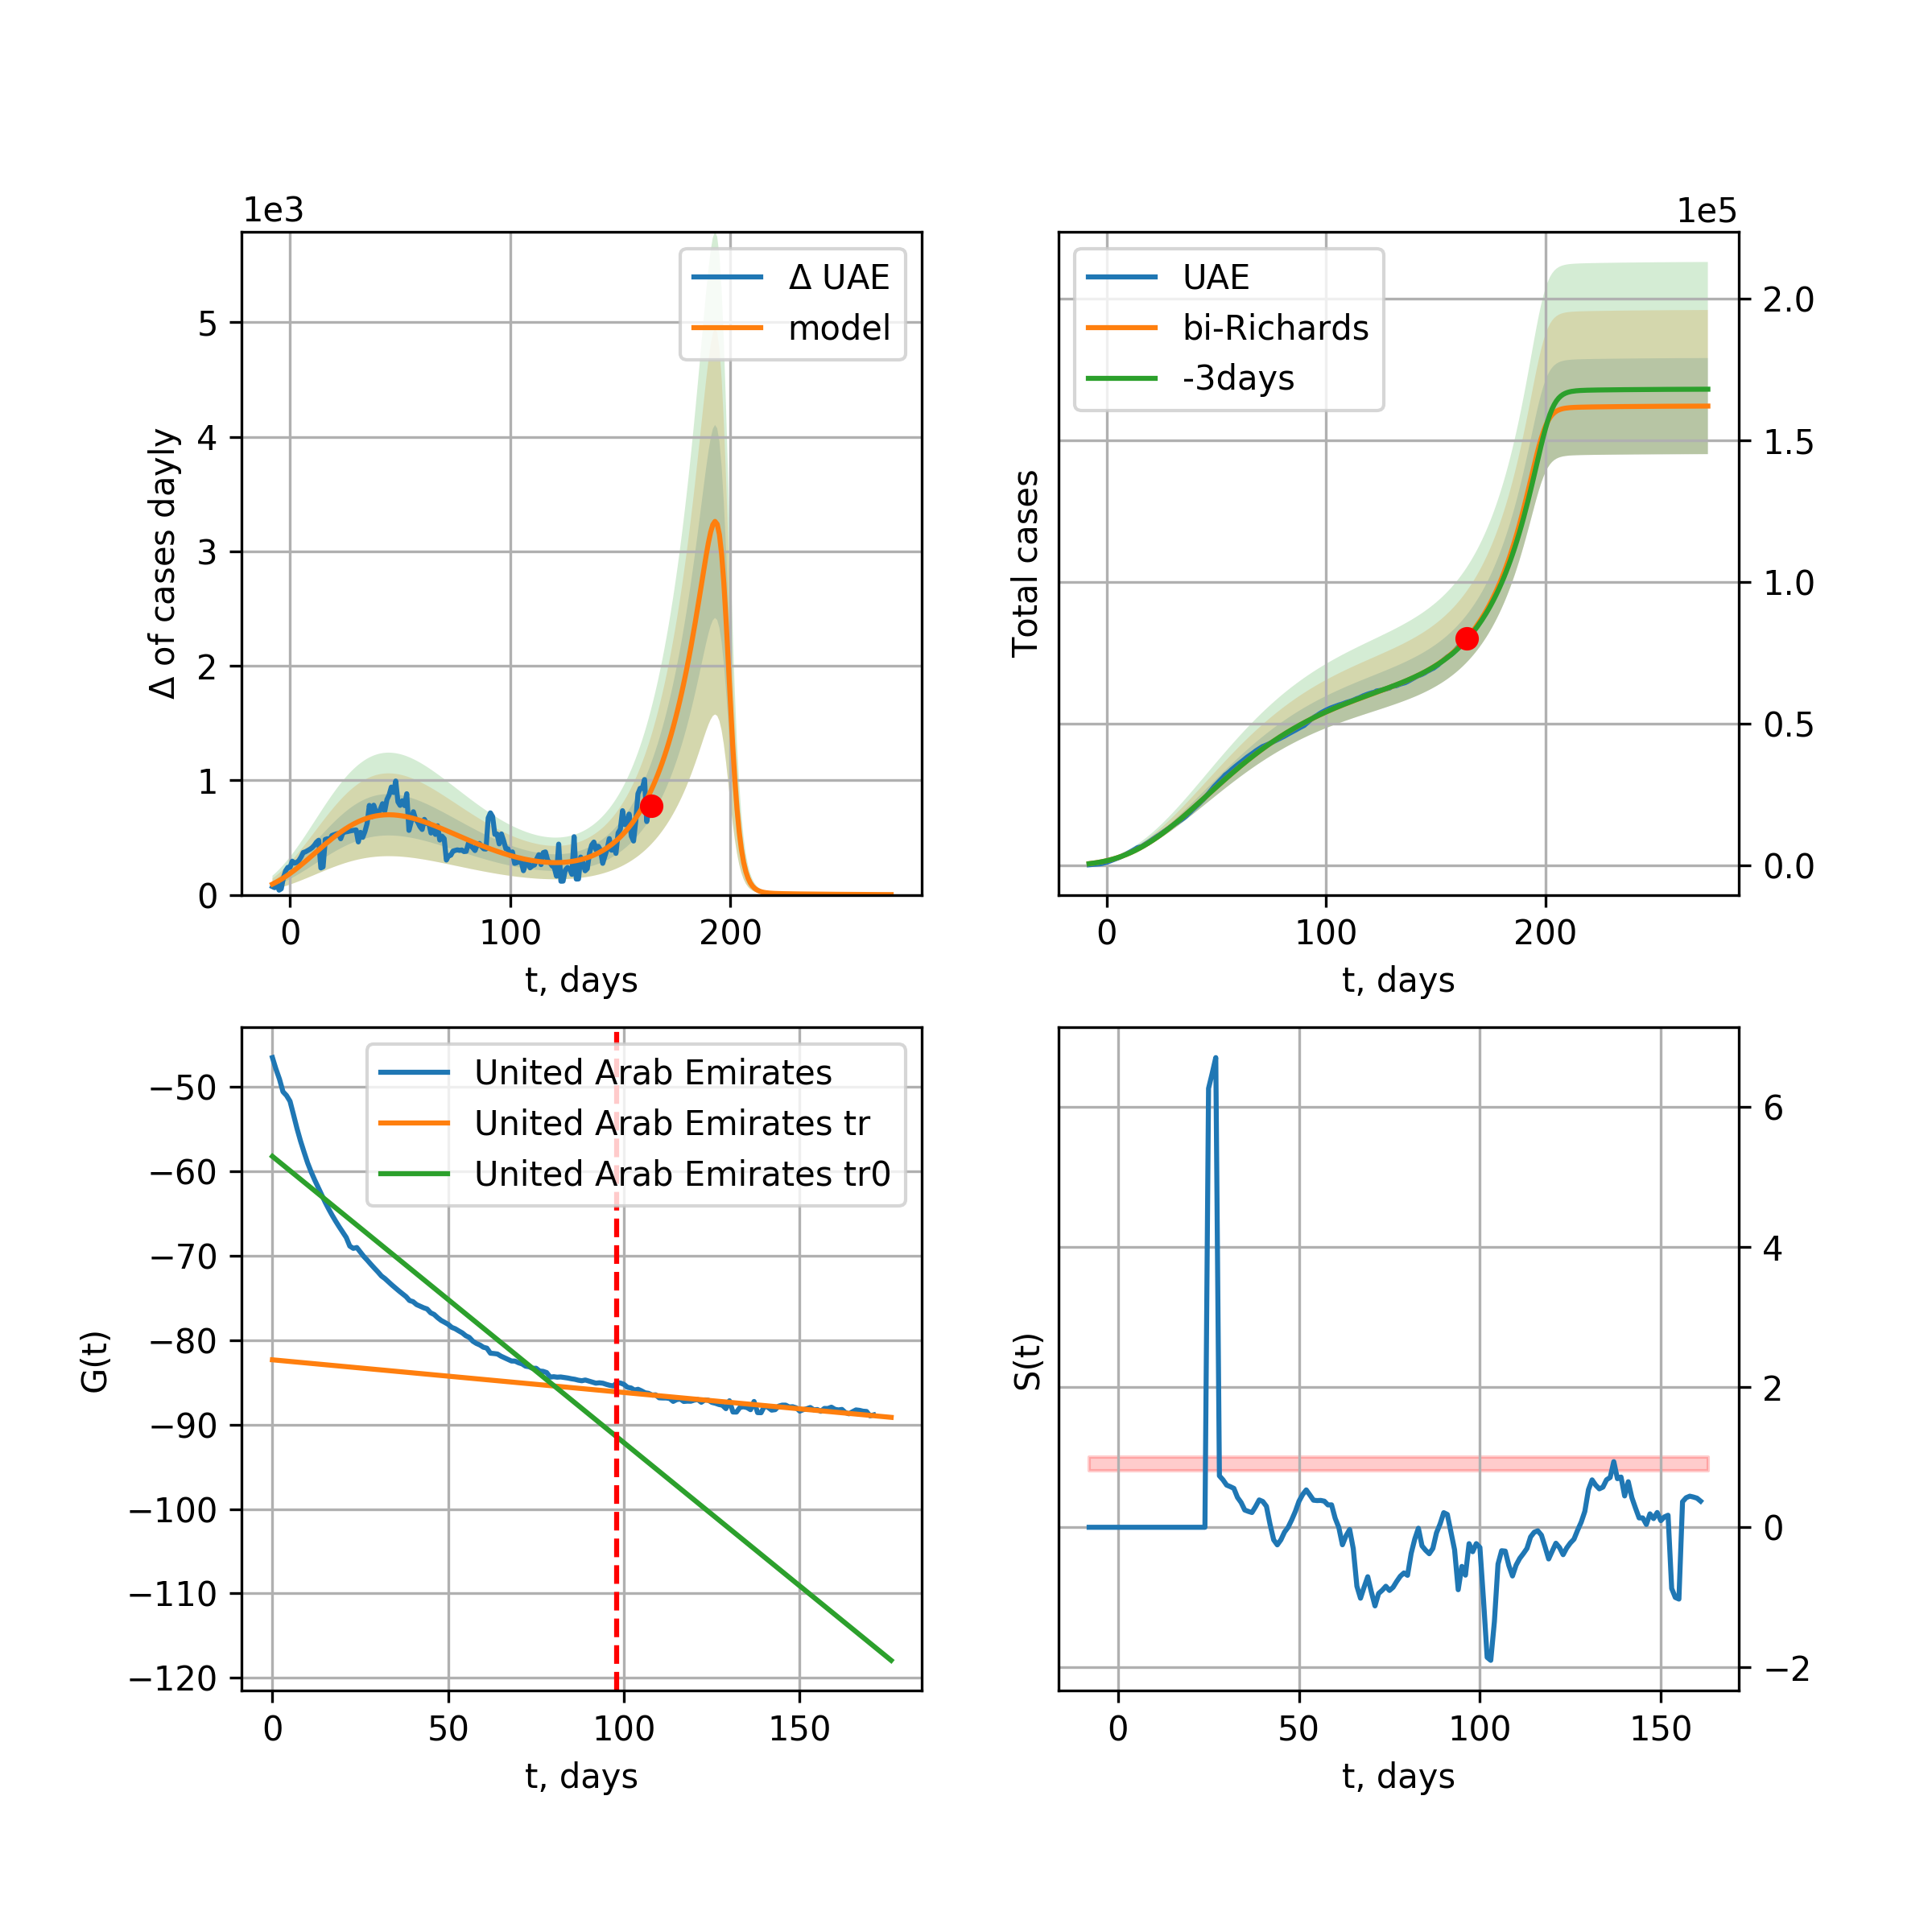 1e3
Δ UAE
model
5
4
3
2
1
0
Δ of cases dayly
0 100 200
t, days
1e5
UAE
bi-Richards
-3days
2.0
1.5
1.0
0.5
0.0
Total cases
0 100 200
t, days
United Arab Emirates
United Arab Emirates tr
United Arab Emirates tr0
−50
−60
−70
−80
−90
−100
−110
−120
G(t)
0 50 100 150
t, days
6
4
2
0
−2
S(t)
0 50 100 150
t, days